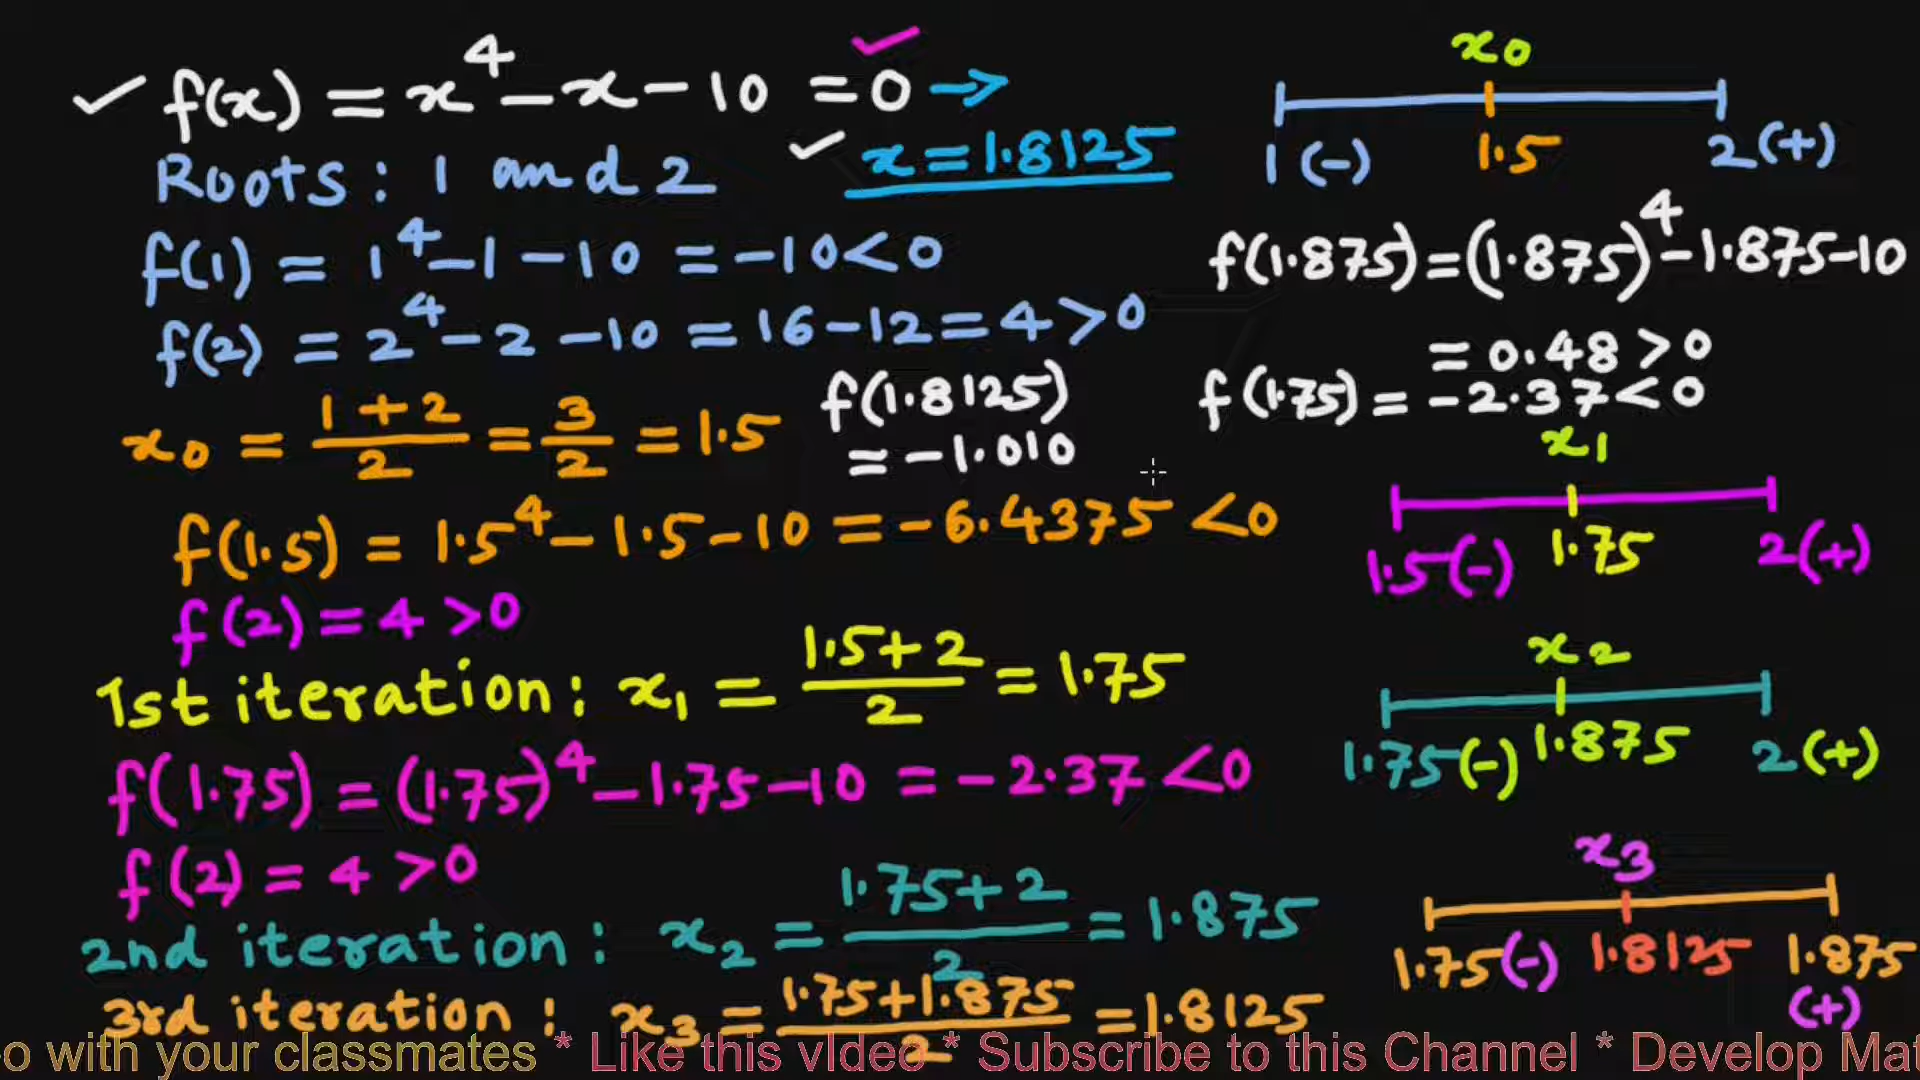 f(x) = x⁴ - x - 10 = 0 →
Roots: 1 and 2
x = 1.8125
f(1) = 1⁴ - 1 - 10 = -10 < 0
f(2) = 2⁴ - 2 - 10 = 16 - 12 = 4 > 0
x₀ = (1 + 2)/2 = 3/2 = 1.5
f(1.8125)
= -1.010
f(1.5) = 1.5⁴ - 1.5 - 10 = -6.4375 < 0
f(2) = 4 > 0
1st iteration: x₁ = (1.5 + 2)/2 = 1.75
f(1.75) = (1.75)⁴ - 1.75 - 10 = -2.37 < 0
f(2) = 4 > 0
2nd iteration: x₂ = (1.75 + 2)/2 = 1.875
3rd iteration: x₃ = (1.75 + 1.875)/2 = 1.8125
x₀
1 (-) 1.5 2 (+)
f(1.875) = (1.875)⁴ - 1.875 - 10
= 0.48 > 0
f(1.75) = -2.37 < 0
x₁
1.5 (-) 1.75 2 (+)
x₂
1.75 (-) 1.875 2 (+)
x₃
1.75 (-) 1.8125 1.875
(+)
o with your classmates * Like this vIdeo * Subscribe to this Channel * Develop Mat